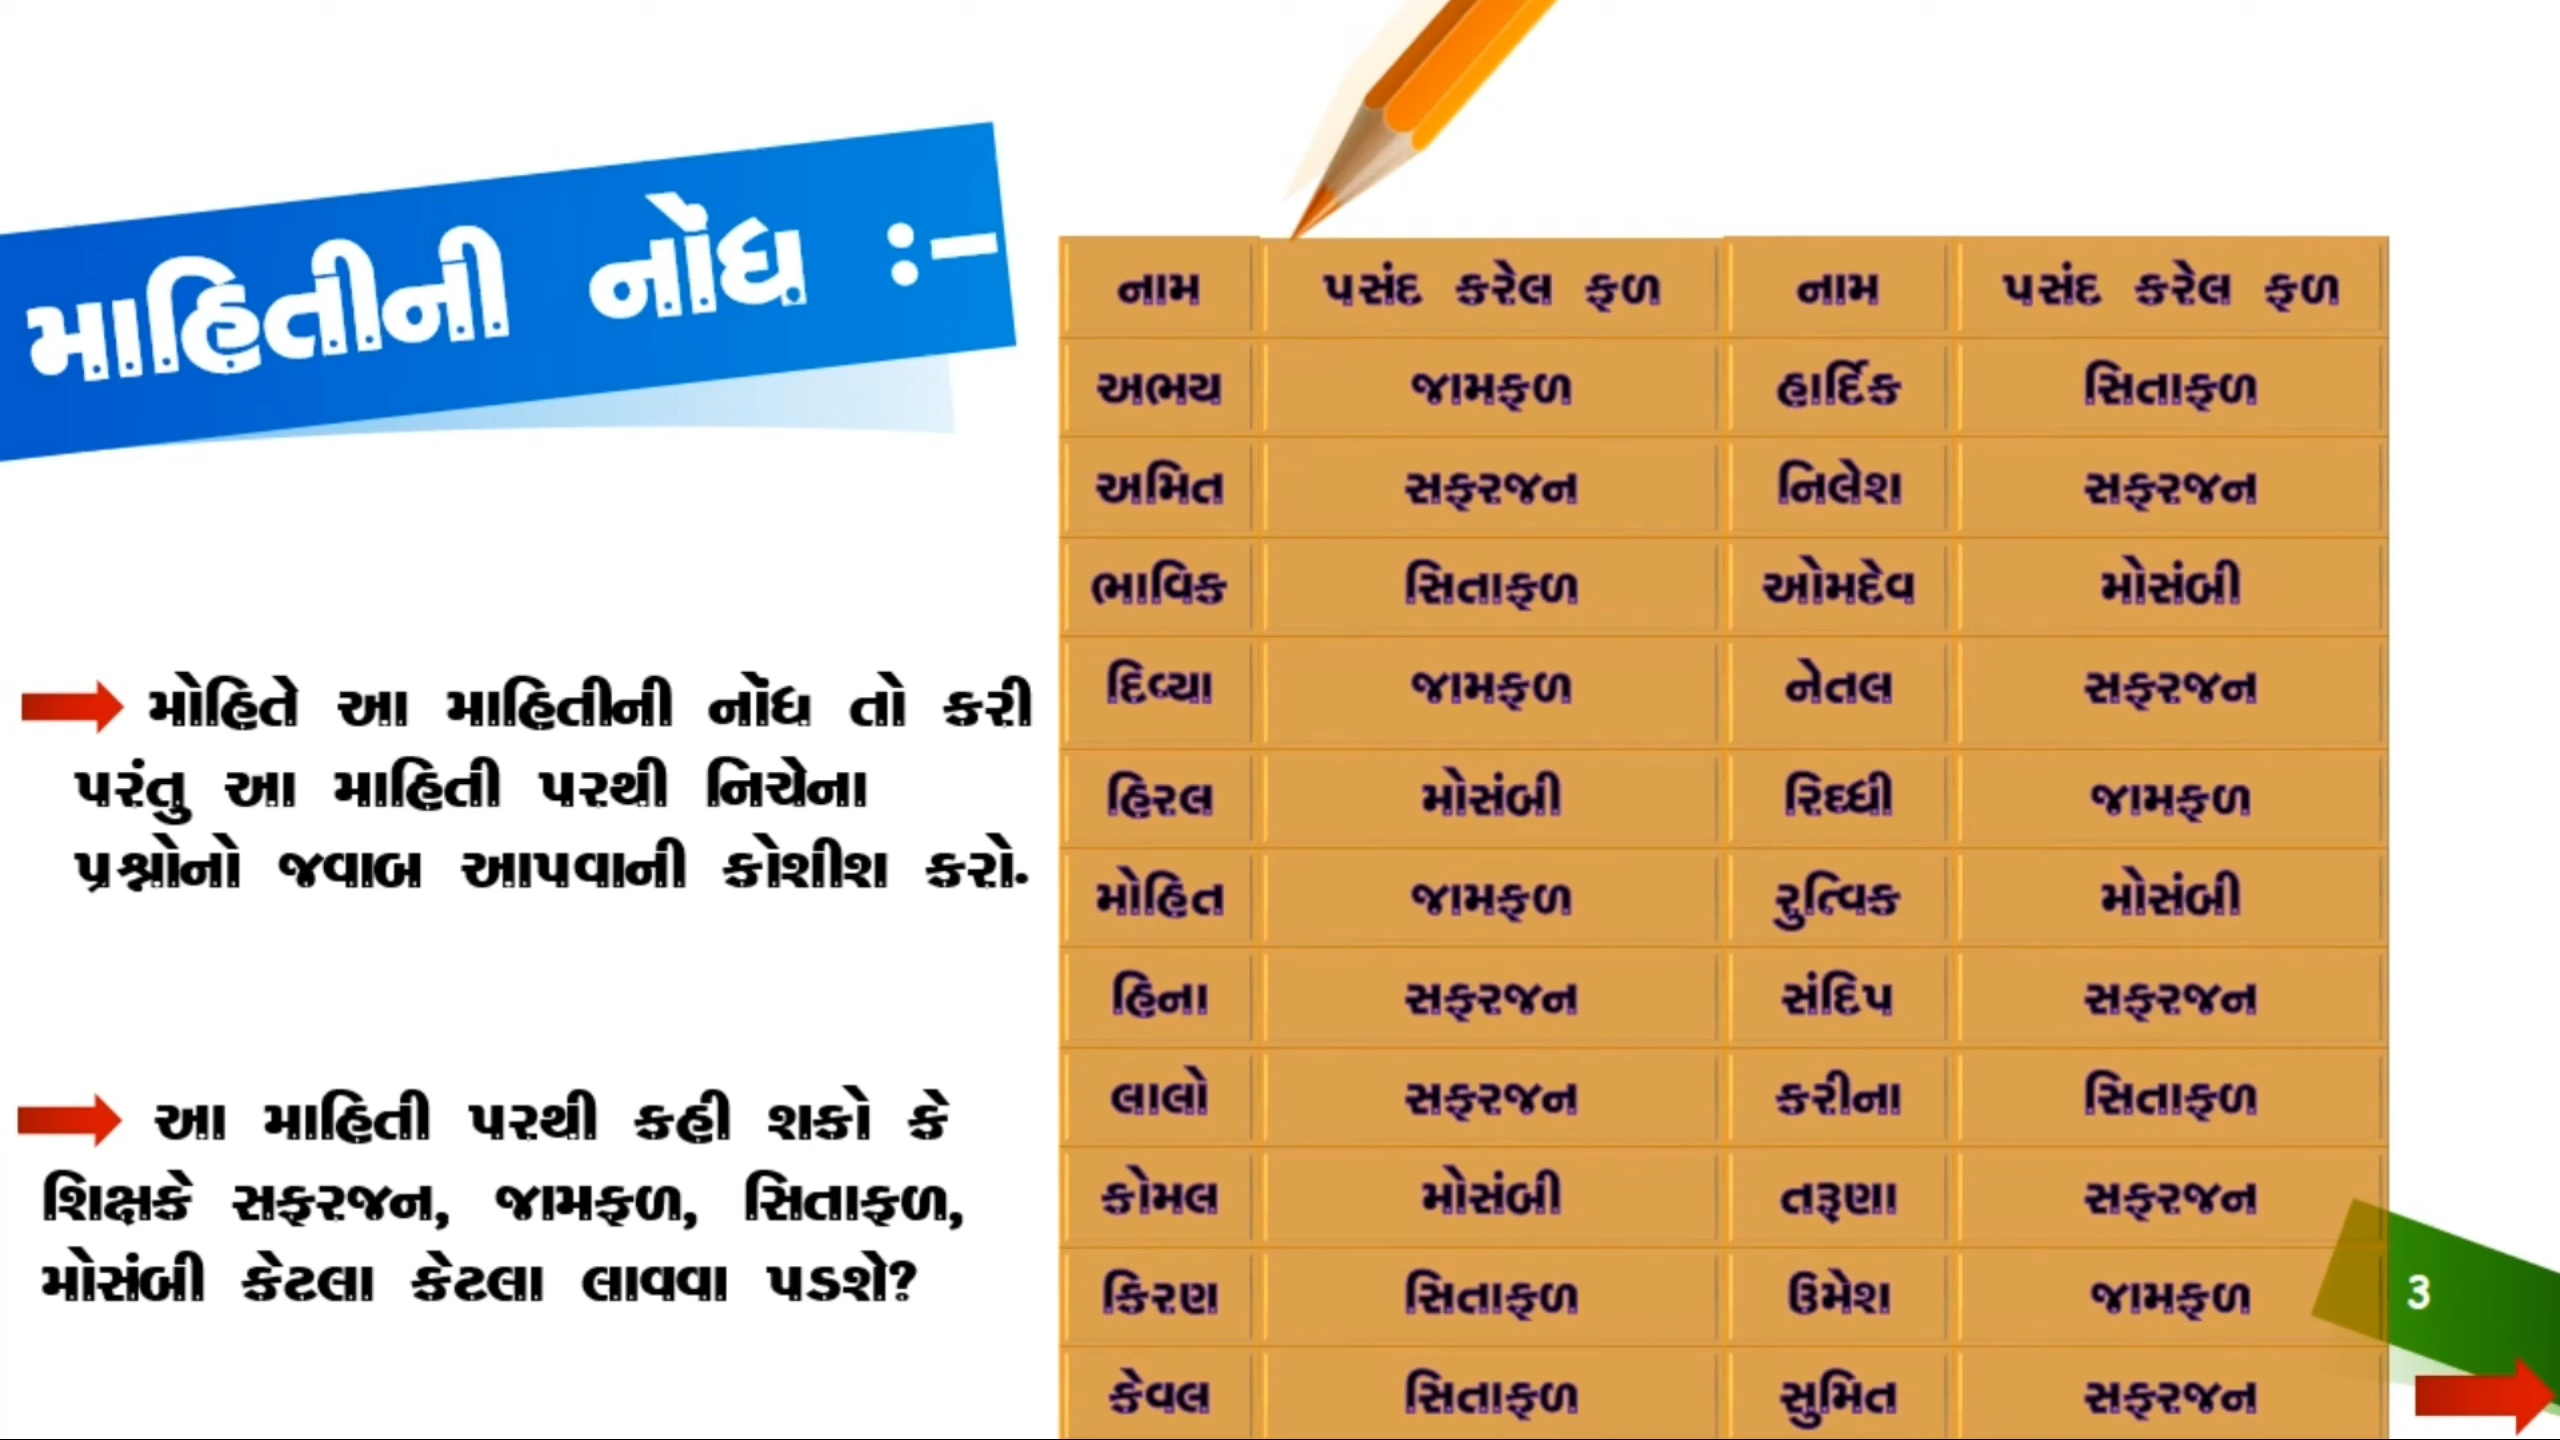 માહિતીની નોંધ :-
મોહિતે આ માહિતીની નોંધ તો કરી
પરંતુ આ માહિતી પરથી નિચેના
પ્રશ્નોનો જવાબ આપવાની કોશીશ કરો.
આ માહિતી પરથી કહી શકો કે
શિક્ષકે સફરજન, જામફળ, સિતાફળ,
મોસંબી કેટલા કેટલા લાવવા પડશે?
નામ પસંદ કરેલ ફળ નામ પસંદ કરેલ ફળ
અભય જામફળ હાર્દિક સિતાફળ
અમિત સફરજન નિલેશ સફરજન
ભાવિક સિતાફળ ઓમદેવ મોસંબી
દિવ્યા જામફળ નેતલ સફરજન
હિરલ મોસંબી રિધ્ધી જામફળ
મોહિત જામફળ રુત્વિક મોસંબી
હિના સફરજન સંદિપ સફરજન
લાલો સફરજન કરીના સિતાફળ
કોમલ મોસંબી તરૂણા સફરજન
કિરણ સિતાફળ ઉમેશ જામફળ
કેવલ સિતાફળ સુમિત સફરજન
3